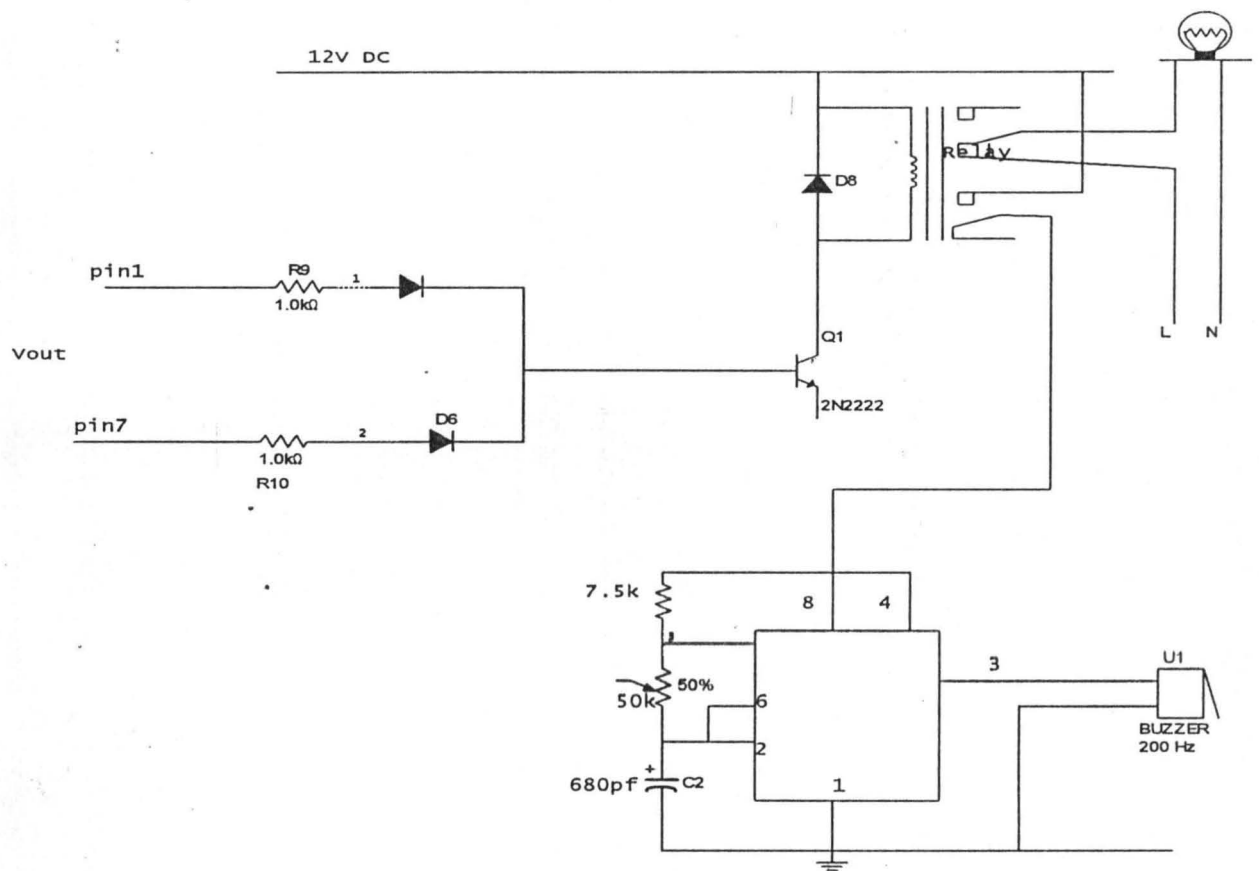 12V DC
Relay
D8
pin1
R9
1
1.0kΩ
Vout
Q1
L N
2N2222
pin7
D6
2
1.0kΩ
R10
7.5k
8 4
3
U1
50%
50k
6
BUZZER
2
200 Hz
+
680pf
C2
1